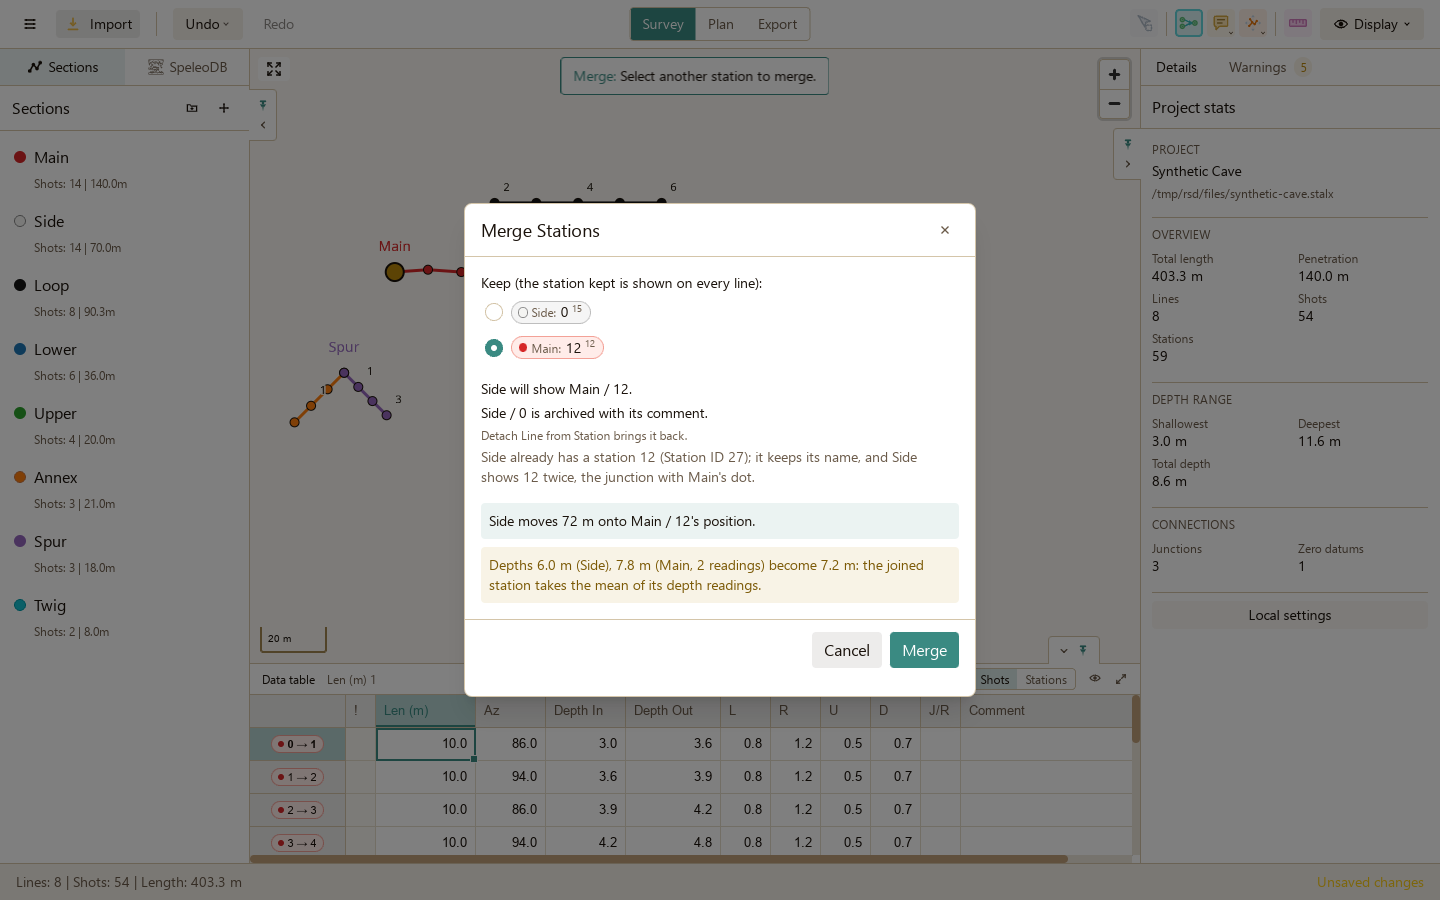 Import
Undo
Redo
Survey
Plan
Export
Display
Sections
SpeleoDB
Merge: Select another station to merge.
Details
Warnings 5
Sections
Project stats
Main
Shots: 14 | 140.0m
Side
Shots: 14 | 70.0m
Loop
Shots: 8 | 90.3m
Lower
Shots: 6 | 36.0m
Upper
Shots: 4 | 20.0m
Annex
Shots: 3 | 21.0m
Spur
Shots: 3 | 18.0m
Twig
Shots: 2 | 8.0m
2
4
6
Main
Spur
1
1
3
20 m
Merge Stations
Keep (the station kept is shown on every line):
Side: 0 15
Main: 12 12
Side will show Main / 12.
Side / 0 is archived with its comment.
Detach Line from Station brings it back.
Side already has a station 12 (Station ID 27); it keeps its name, and Side
shows 12 twice, the junction with Main's dot.
Side moves 72 m onto Main / 12's position.
Depths 6.0 m (Side), 7.8 m (Main, 2 readings) become 7.2 m: the joined
station takes the mean of its depth readings.
Cancel
Merge
PROJECT
Synthetic Cave
/tmp/rsd/files/synthetic-cave.stalx
OVERVIEW
Total length Penetration
403.3 m 140.0 m
Lines Shots
8 54
Stations
59
DEPTH RANGE
Shallowest Deepest
3.0 m 11.6 m
Total depth
8.6 m
CONNECTIONS
Junctions Zero datums
3 1
Local settings
Data table Len (m) 1
Shots Stations
! Len (m) Az Depth In Depth Out L R U D J/R Comment
0 → 1 10.0 86.0 3.0 3.6 0.8 1.2 0.5 0.7
1 → 2 10.0 94.0 3.6 3.9 0.8 1.2 0.5 0.7
2 → 3 10.0 86.0 3.9 4.2 0.8 1.2 0.5 0.7
3 → 4 10.0 94.0 4.2 4.8 0.8 1.2 0.5 0.7
Lines: 8 | Shots: 54 | Length: 403.3 m
Unsaved changes